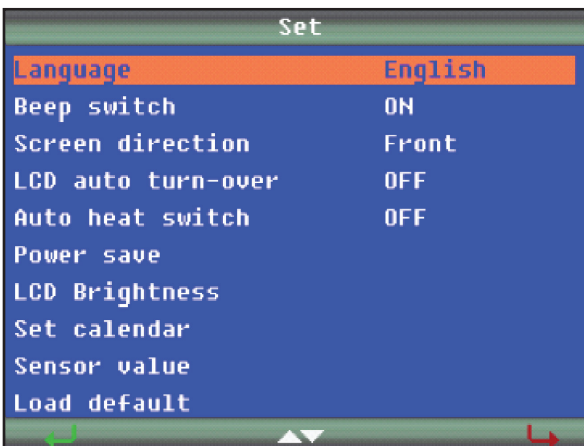 Set
Language English
Beep switch ON
Screen direction Front
LCD auto turn-over OFF
Auto heat switch OFF
Power save
LCD Brightness
Set calendar
Sensor value
Load default